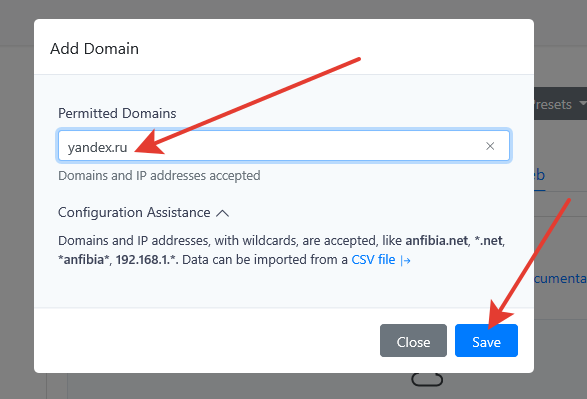 Add Domain
Permitted Domains
Presets
yandex.ru
Domains and IP addresses accepted
Configuration Assistance
Domains and IP addresses, with wildcards, are accepted, like anfibia.net, *.net,
*anfibia*, 192.168.1.*. Data can be imported from a CSV file
Close
Save